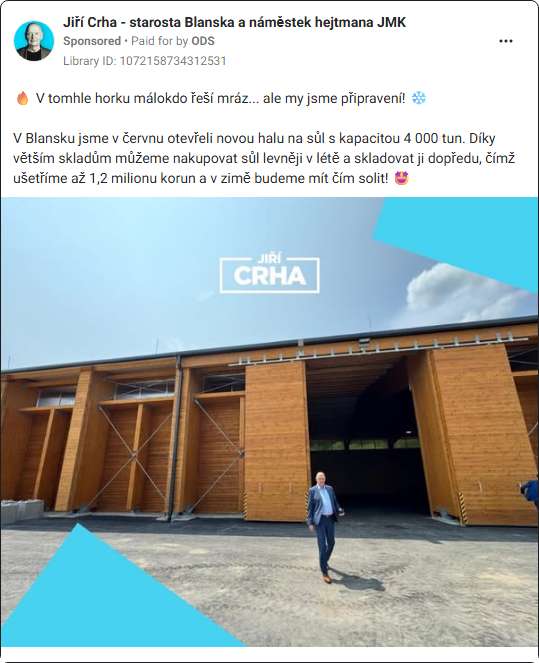 Jiří Crha - starosta Blanska a náměstek hejtmana JMK
Sponsored • Paid for by ODS
Library ID: 1072158734312531
🔥 V tomhle horku málokdo řeší mráz... ale my jsme připravení! ❄️
V Blansku jsme v červnu otevřeli novou halu na sůl s kapacitou 4 000 tun. Díky
větším skladům můžeme nakupovat sůl levněji v létě a skladovat ji dopředu, čímž
ušetříme až 1,2 milionu korun a v zimě budeme mít čím solit! 🤩
JIŘÍ
CRHA